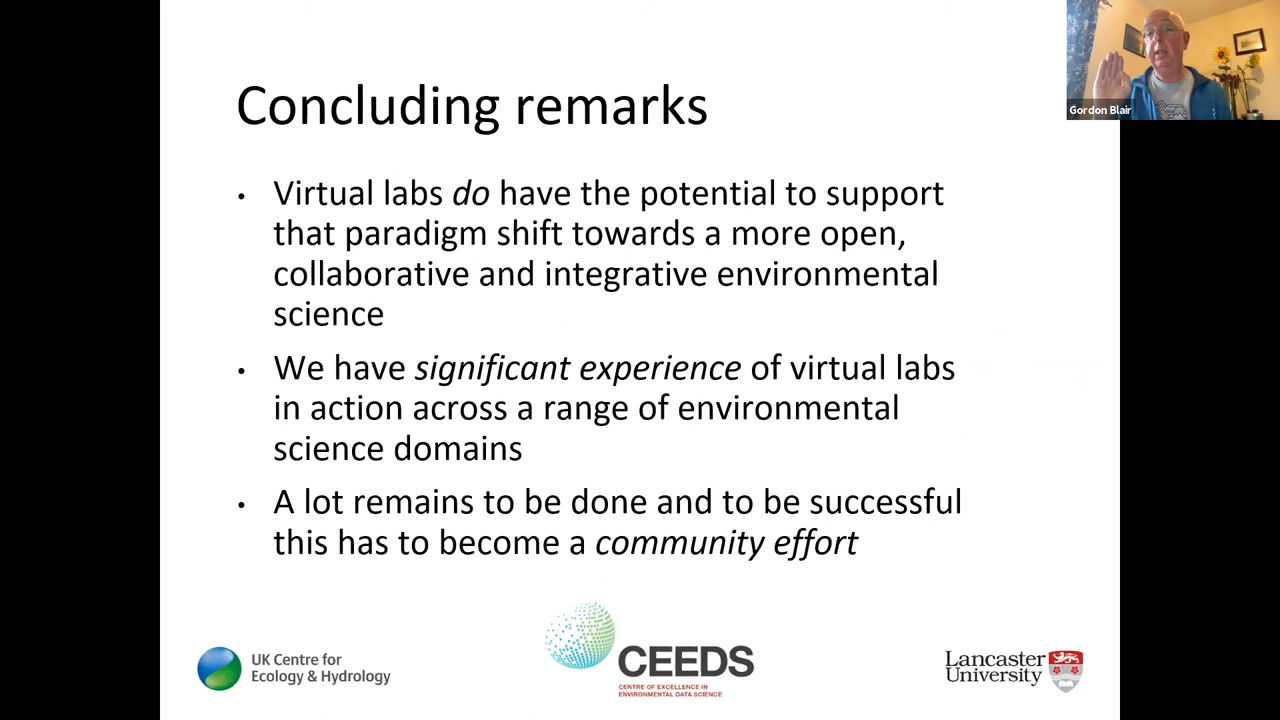 Gordon Blair
Concluding remarks
• Virtual labs do have the potential to support
that paradigm shift towards a more open,
collaborative and integrative environmental
science
• We have significant experience of virtual labs
in action across a range of environmental
science domains
• A lot remains to be done and to be successful
this has to become a community effort
UK Centre for
Ecology & Hydrology
CEEDS
CENTRE OF EXCELLENCE IN
ENVIRONMENTAL DATA SCIENCE
Lancaster
University